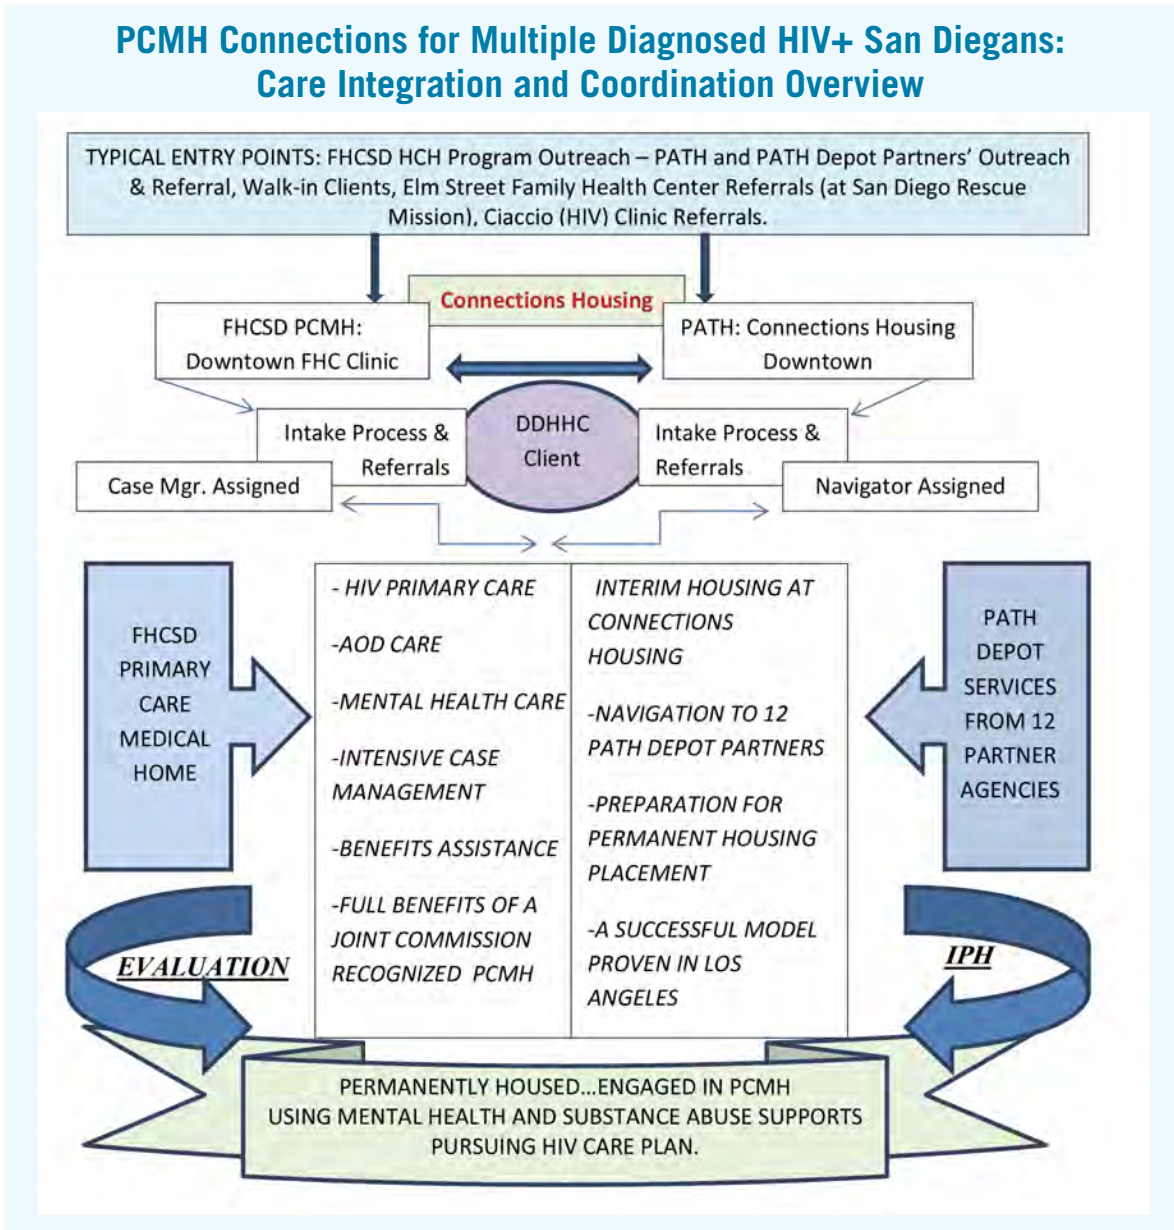 PCMH Connections for Multiple Diagnosed HIV+ San Diegans:
Care Integration and Coordination Overview
TYPICAL ENTRY POINTS: FHCSD HCH Program Outreach – PATH and PATH Depot Partners’ Outreach
& Referral, Walk-in Clients, Elm Street Family Health Center Referrals (at San Diego Rescue
Mission), Ciaccio (HIV) Clinic Referrals.
Connections Housing
FHCSD PCMH:
Downtown FHC Clinic
PATH: Connections Housing
Downtown
Intake Process &
Referrals
DDHHC
Client
Intake Process &
Referrals
Case Mgr. Assigned
Navigator Assigned
FHCSD
PRIMARY
CARE
MEDICAL
HOME
- HIV PRIMARY CARE
-AOD CARE
-MENTAL HEALTH CARE
-INTENSIVE CASE
MANAGEMENT
-BENEFITS ASSISTANCE
-FULL BENEFITS OF A
JOINT COMMISSION
RECOGNIZED PCMH
INTERIM HOUSING AT
CONNECTIONS
HOUSING
-NAVIGATION TO 12
PATH DEPOT PARTNERS
-PREPARATION FOR
PERMANENT HOUSING
PLACEMENT
-A SUCCESSFUL MODEL
PROVEN IN LOS
ANGELES
PATH
DEPOT
SERVICES
FROM 12
PARTNER
AGENCIES
EVALUATION
IPH
PERMANENTLY HOUSED...ENGAGED IN PCMH
USING MENTAL HEALTH AND SUBSTANCE ABUSE SUPPORTS
PURSUING HIV CARE PLAN.